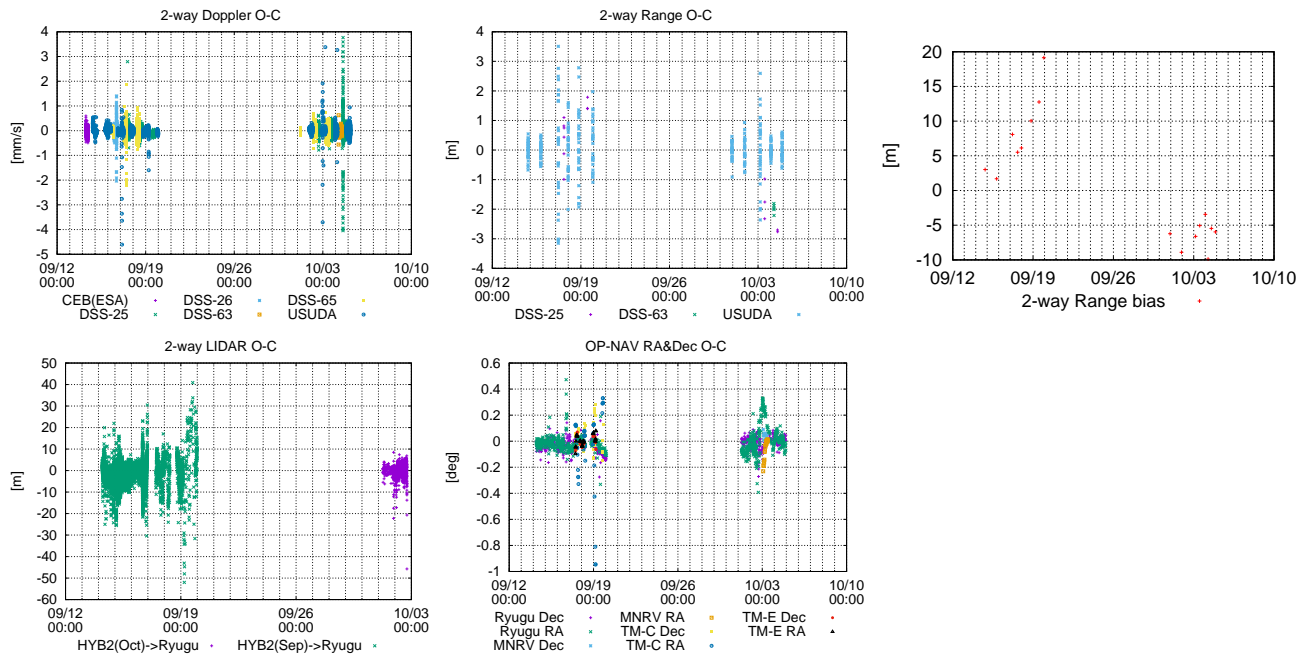 2-way Doppler O-C
4
3
2
1
0
-1
-2
-3
-4
-5
[mm/s]
09/12 09/19 09/26 10/03 10/10
00:00 00:00 00:00 00:00 00:00
CEB(ESA) DSS-26 DSS-65
DSS-25 DSS-63 USUDA
2-way Range O-C
4
3
2
1
0
-1
-2
-3
-4
[m]
09/12 09/19 09/26 10/03 10/10
00:00 00:00 00:00 00:00 00:00
DSS-25 DSS-63 USUDA
20
15
10
5
0
-5
-10
[m]
09/12 09/19 09/26 10/03 10/10
2-way Range bias
2-way LIDAR O-C
50
40
30
20
10
0
-10
-20
-30
-40
-50
-60
[m]
09/12 09/19 09/26 10/03
00:00 00:00 00:00 00:00
HYB2(Oct)->Ryugu HYB2(Sep)->Ryugu
OP-NAV RA&Dec O-C
0.6
0.4
0.2
0
-0.2
-0.4
-0.6
-0.8
-1
[deg]
09/12 09/19 09/26 10/03 10/10
00:00 00:00 00:00 00:00 00:00
Ryugu Dec MNRV RA TM-E Dec
Ryugu RA TM-C Dec TM-E RA
MNRV Dec TM-C RA